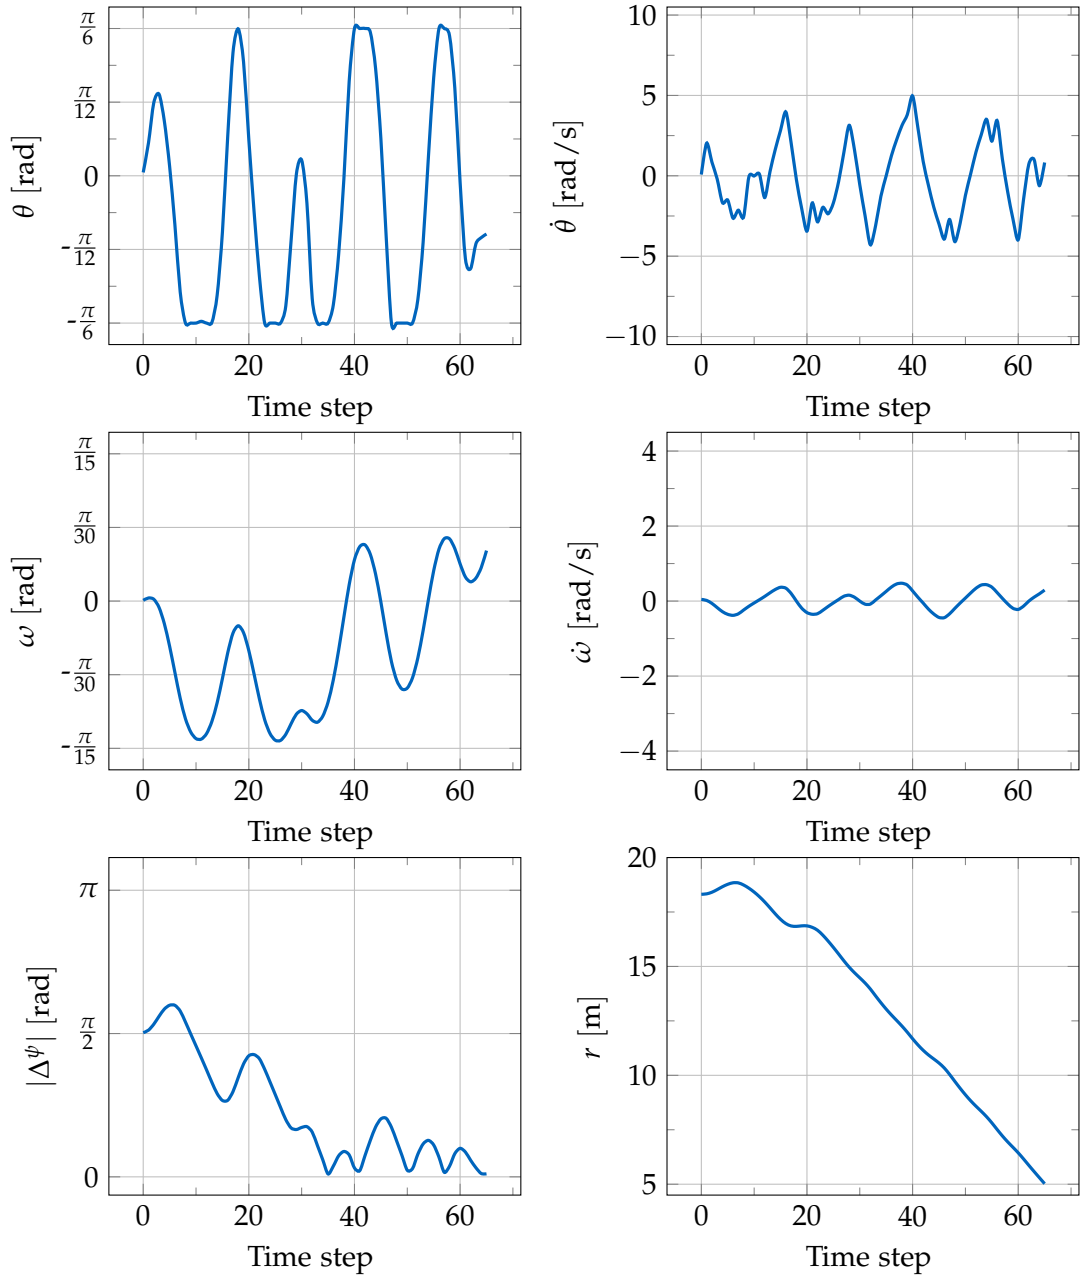 θ [rad]
π/6
π/12
0
-π/12
-π/6
0 20 40 60
Time step
θ̇ [rad/s]
10
5
0
−5
−10
0 20 40 60
Time step
ω [rad]
π/15
π/30
0
-π/30
-π/15
0 20 40 60
Time step
ω̇ [rad/s]
4
2
0
−2
−4
0 20 40 60
Time step
|Δ^ψ| [rad]
π
π/2
0
0 20 40 60
Time step
r [m]
20
15
10
5
0 20 40 60
Time step